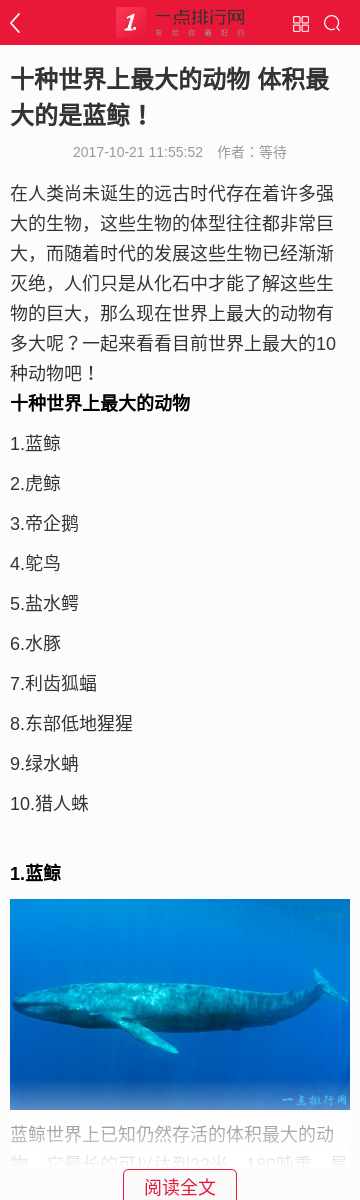 1.
一点排行网
带给你最好的
十种世界上最大的动物 体积最
大的是蓝鲸！
2017-10-21 11:55:52 作者：等待
在人类尚未诞生的远古时代存在着许多强
大的生物，这些生物的体型往往都非常巨
大，而随着时代的发展这些生物已经渐渐
灭绝，人们只是从化石中才能了解这些生
物的巨大，那么现在世界上最大的动物有
多大呢？一起来看看目前世界上最大的10
种动物吧！
十种世界上最大的动物
1.蓝鲸
2.虎鲸
3.帝企鹅
4.鸵鸟
5.盐水鳄
6.水豚
7.利齿狐蝠
8.东部低地猩猩
9.绿水蚺
10.猎人蛛
1.蓝鲸
一点排行网
蓝鲸世界上已知仍然存活的体积最大的动
物，它最长的可以达到33米，180吨重，是
阅读全文